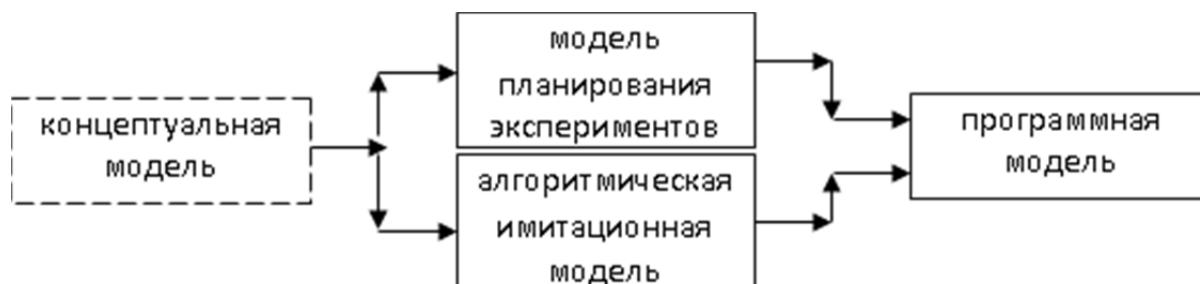 концептуальная
модель
модель
планирования
экспериментов
алгоритмическая
имитационная
модель
программная
модель